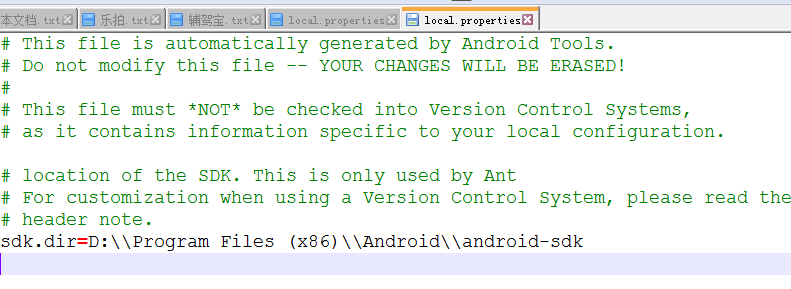 本文档.txt 乐拍.txt 辅驾宝.txt local.properties local.properties
# This file is automatically generated by Android Tools.
# Do not modify this file -- YOUR CHANGES WILL BE ERASED!
#
# This file must *NOT* be checked into Version Control Systems,
# as it contains information specific to your local configuration.
# location of the SDK. This is only used by Ant
# For customization when using a Version Control System, please read the
# header note.
sdk.dir=D:\\Program Files (x86)\\Android\\android-sdk